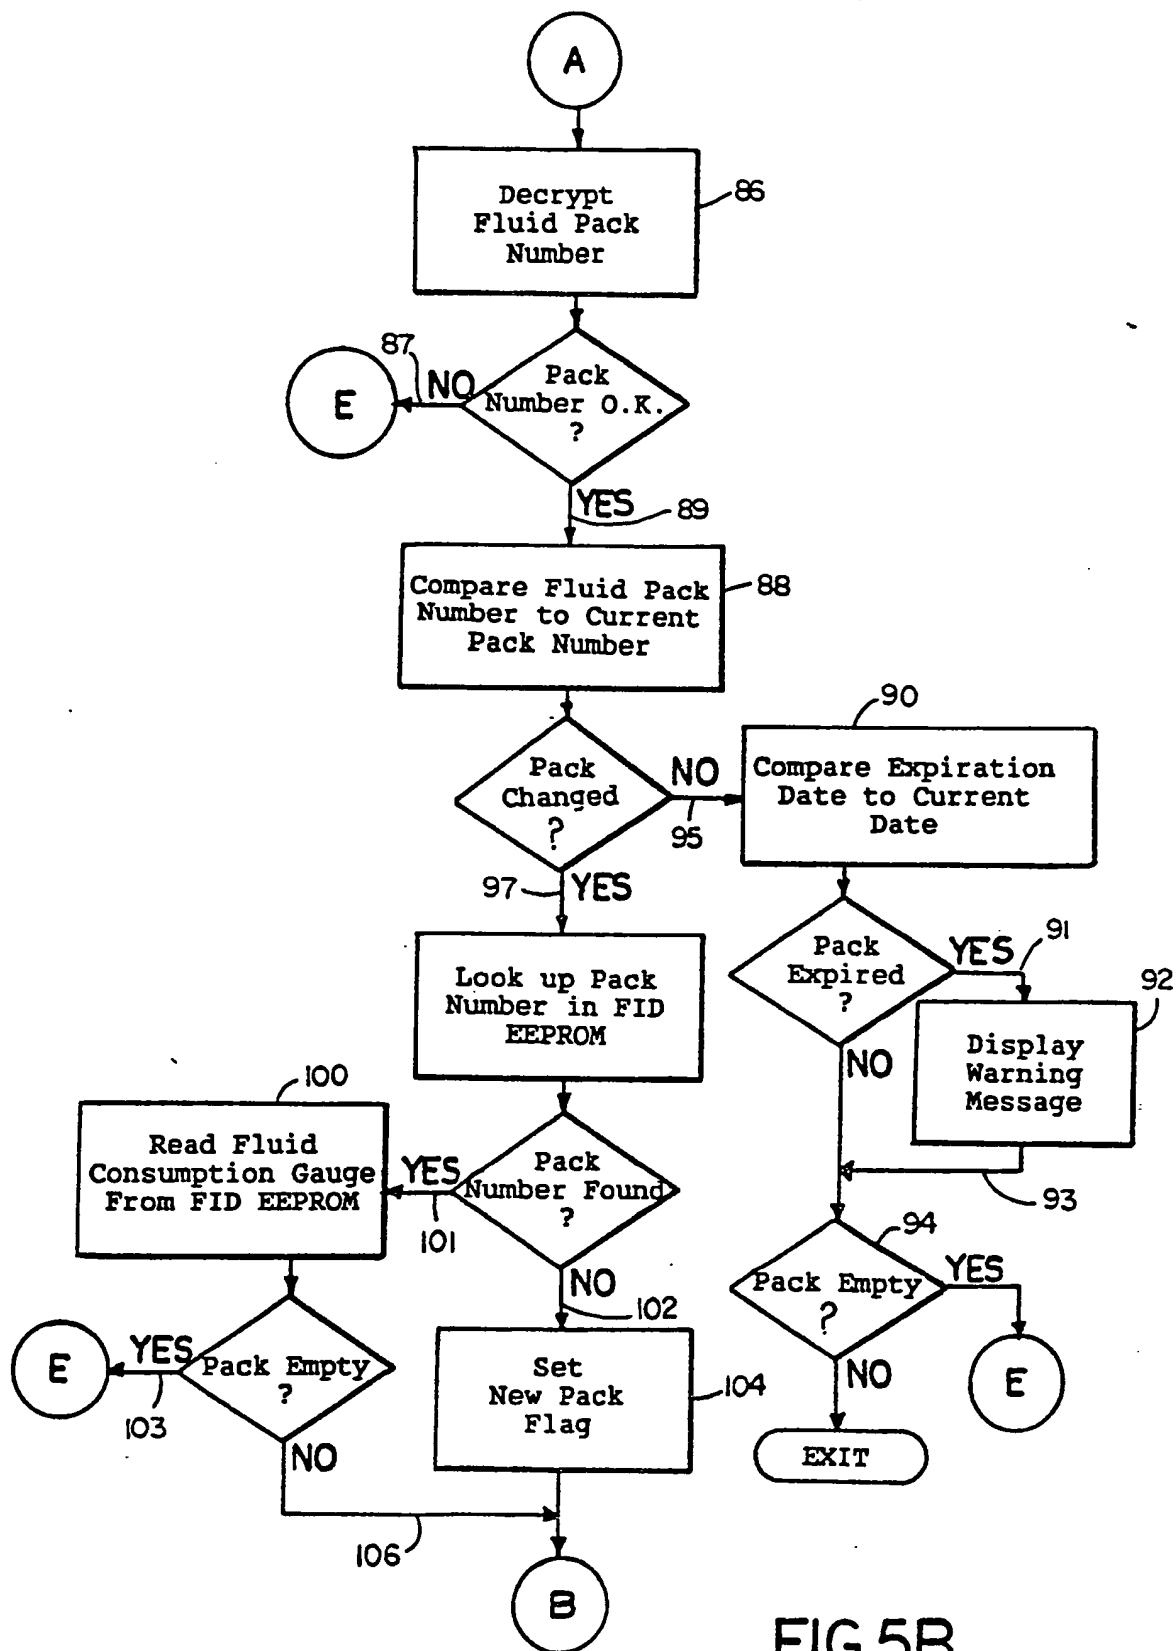 A
Decrypt
Fluid Pack
Number
86
87
NO
E
Pack
Number O.K.
?
YES
89
Compare Fluid Pack
Number to Current
Pack Number
88
90
Pack
Changed
?
NO
95
Compare Expiration
Date to Current
Date
97
YES
Look up Pack
Number in FID
EEPROM
Pack
Expired
?
YES
91
92
NO
Display
Warning
Message
100
Read Fluid
Consumption Gauge
From FID EEPROM
YES
101
Pack
Number Found
?
93
94
NO
102
Pack Empty
?
YES
E
YES
103
Pack Empty
?
Set
New Pack
Flag
104
NO
E
NO
EXIT
106
B
FIG.5B